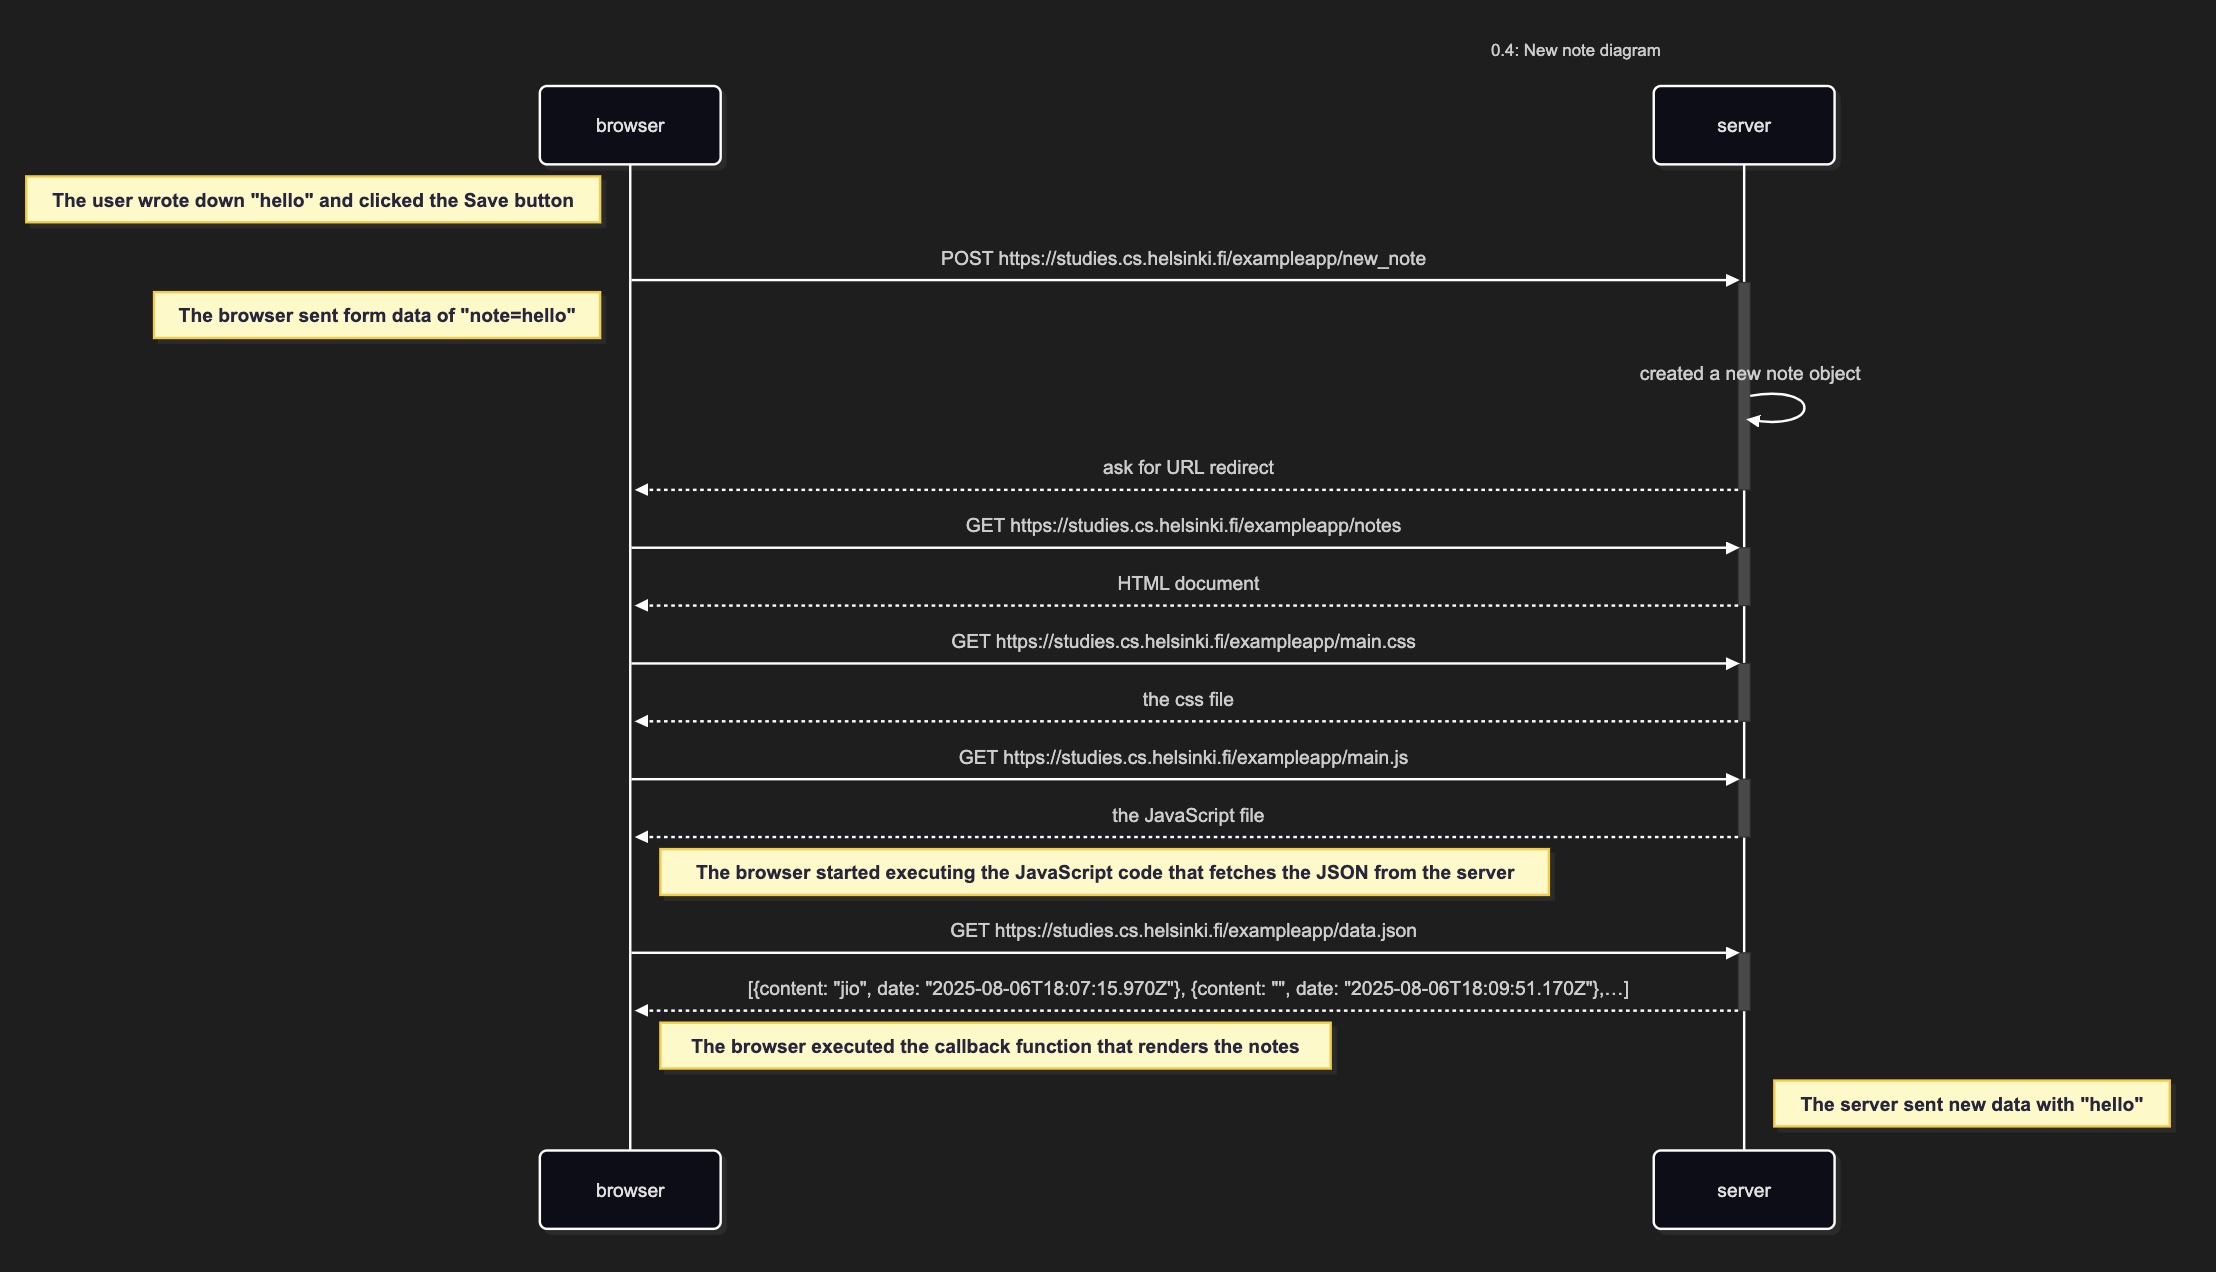 0.4: New note diagram
browser
server
The user wrote down "hello" and clicked the Save button
POST https://studies.cs.helsinki.fi/exampleapp/new_note
The browser sent form data of "note=hello"
created a new note object
ask for URL redirect
GET https://studies.cs.helsinki.fi/exampleapp/notes
HTML document
GET https://studies.cs.helsinki.fi/exampleapp/main.css
the css file
GET https://studies.cs.helsinki.fi/exampleapp/main.js
the JavaScript file
The browser started executing the JavaScript code that fetches the JSON from the server
GET https://studies.cs.helsinki.fi/exampleapp/data.json
[{content: "jio", date: "2025-08-06T18:07:15.970Z"}, {content: "", date: "2025-08-06T18:09:51.170Z"},…]
The browser executed the callback function that renders the notes
The server sent new data with "hello"
browser
server